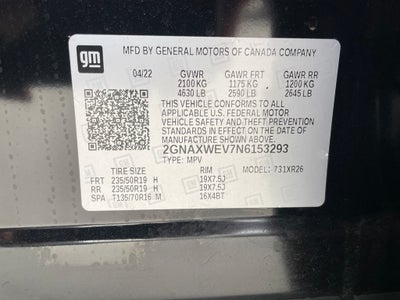 gm
MFD BY GENERAL MOTORS OF CANADA COMPANY
04/22 GVWR GAWR FRT GAWR RR
2100 KG 1175 KG 1200 KG
4630 LB 2590 LB 2645 LB
THIS VEHICLE CONFORMS TO ALL
APPLICABLE U.S. FEDERAL MOTOR
VEHICLE SAFETY, BUMPER, AND
THEFT PREVENTION STANDARDS
IN EFFECT ON THE DATE OF
MANUFACTURE SHOWN ABOVE.
2GNAXWEV7N6153293
TYPE: MPV MODEL: 731XR26
TIRE SIZE RIM
FRT 235/50R19 H 19X7.5J
RR 235/50R19 H 19X7.5J
SPA T135/70R16 M 16X4BT